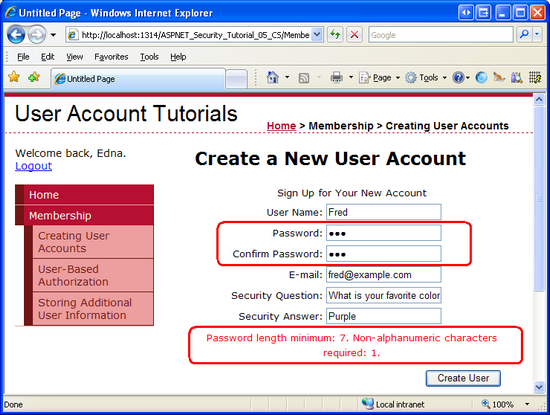 Untitled Page - Windows Internet Explorer
http://localhost:1314/ASPNET_Security_Tutorial_05_CS/Membe
Google
File Edit View Favorites Tools Help
Untitled Page
Page Tools
User Account Tutorials
Home > Membership > Creating User Accounts
Welcome back, Edna.
Logout
Home
Membership
Creating User
Accounts
User-Based
Authorization
Storing Additional
User Information
Create a New User Account
Sign Up for Your New Account
User Name: Fred
Password: ●●●
Confirm Password: ●●●
E-mail: fred@example.com
Security Question: What is your favorite color
Security Answer: Purple
Password length minimum: 7. Non-alphanumeric characters
required: 1.
Create User
Done Local intranet 100%